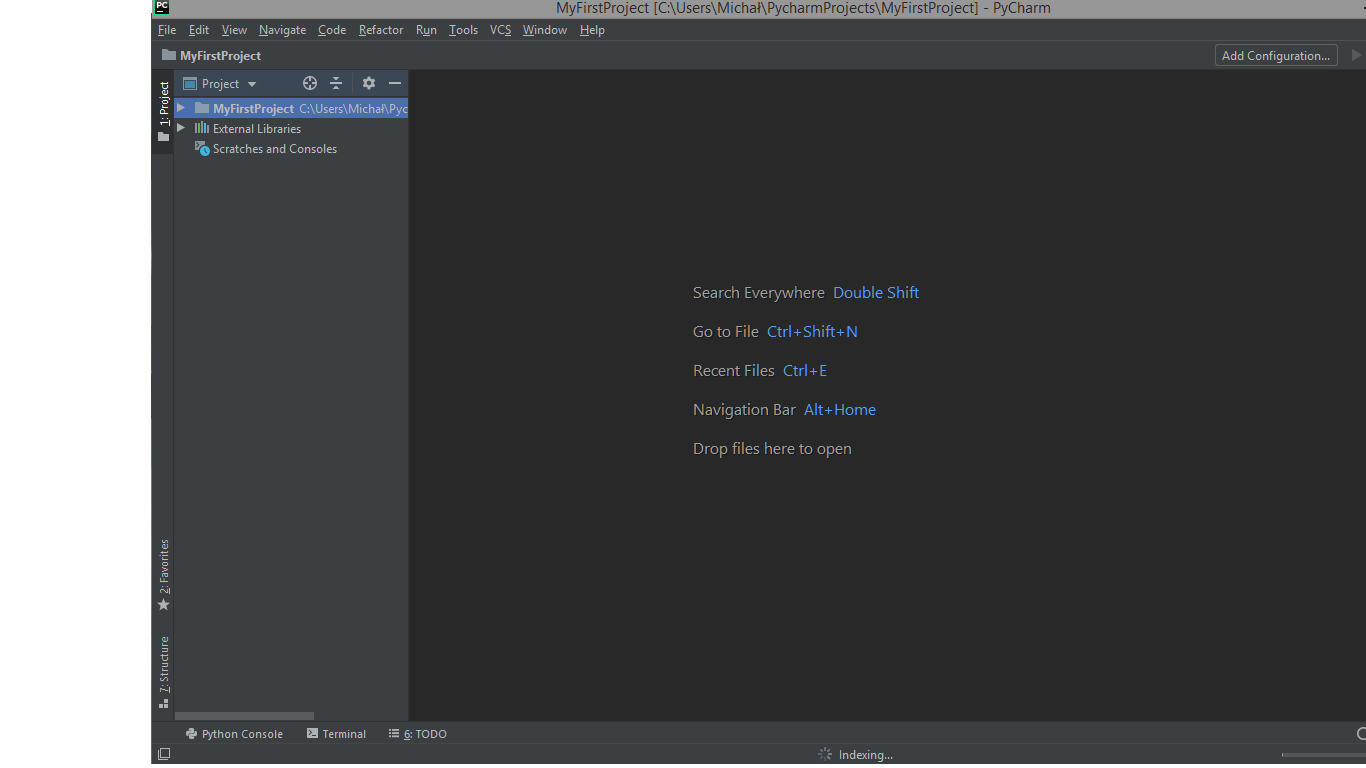 PC
MyFirstProject [C:\Users\Michał\PycharmProjects\MyFirstProject] - PyCharm
File Edit View Navigate Code Refactor Run Tools VCS Window Help
MyFirstProject
Add Configuration...
1: Project
Project
MyFirstProject C:\Users\Michał\Pyc
External Libraries
Scratches and Consoles
Search Everywhere Double Shift
Go to File Ctrl+Shift+N
Recent Files Ctrl+E
Navigation Bar Alt+Home
Drop files here to open
2: Favorites
7: Structure
Python Console Terminal 6: TODO
Indexing...